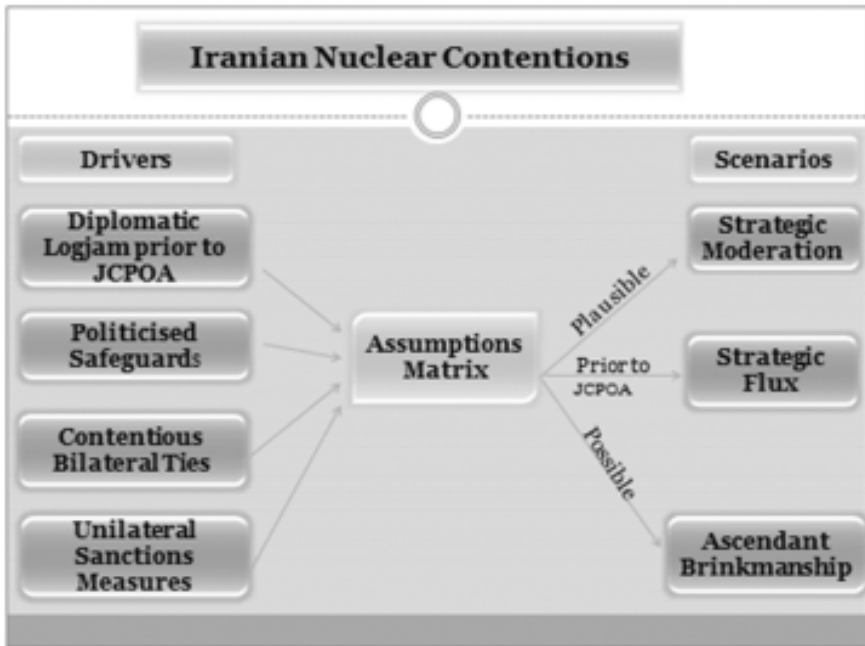 Iranian Nuclear Contentions
Drivers
Scenarios
Diplomatic
Logjam prior to
JCPOA
Politicised
Safeguards
Contentious
Bilateral Ties
Unilateral
Sanctions
Measures
Assumptions
Matrix
Plausible
Prior to
JCPOA
Possible
Strategic
Moderation
Strategic
Flux
Ascendant
Brinkmanship